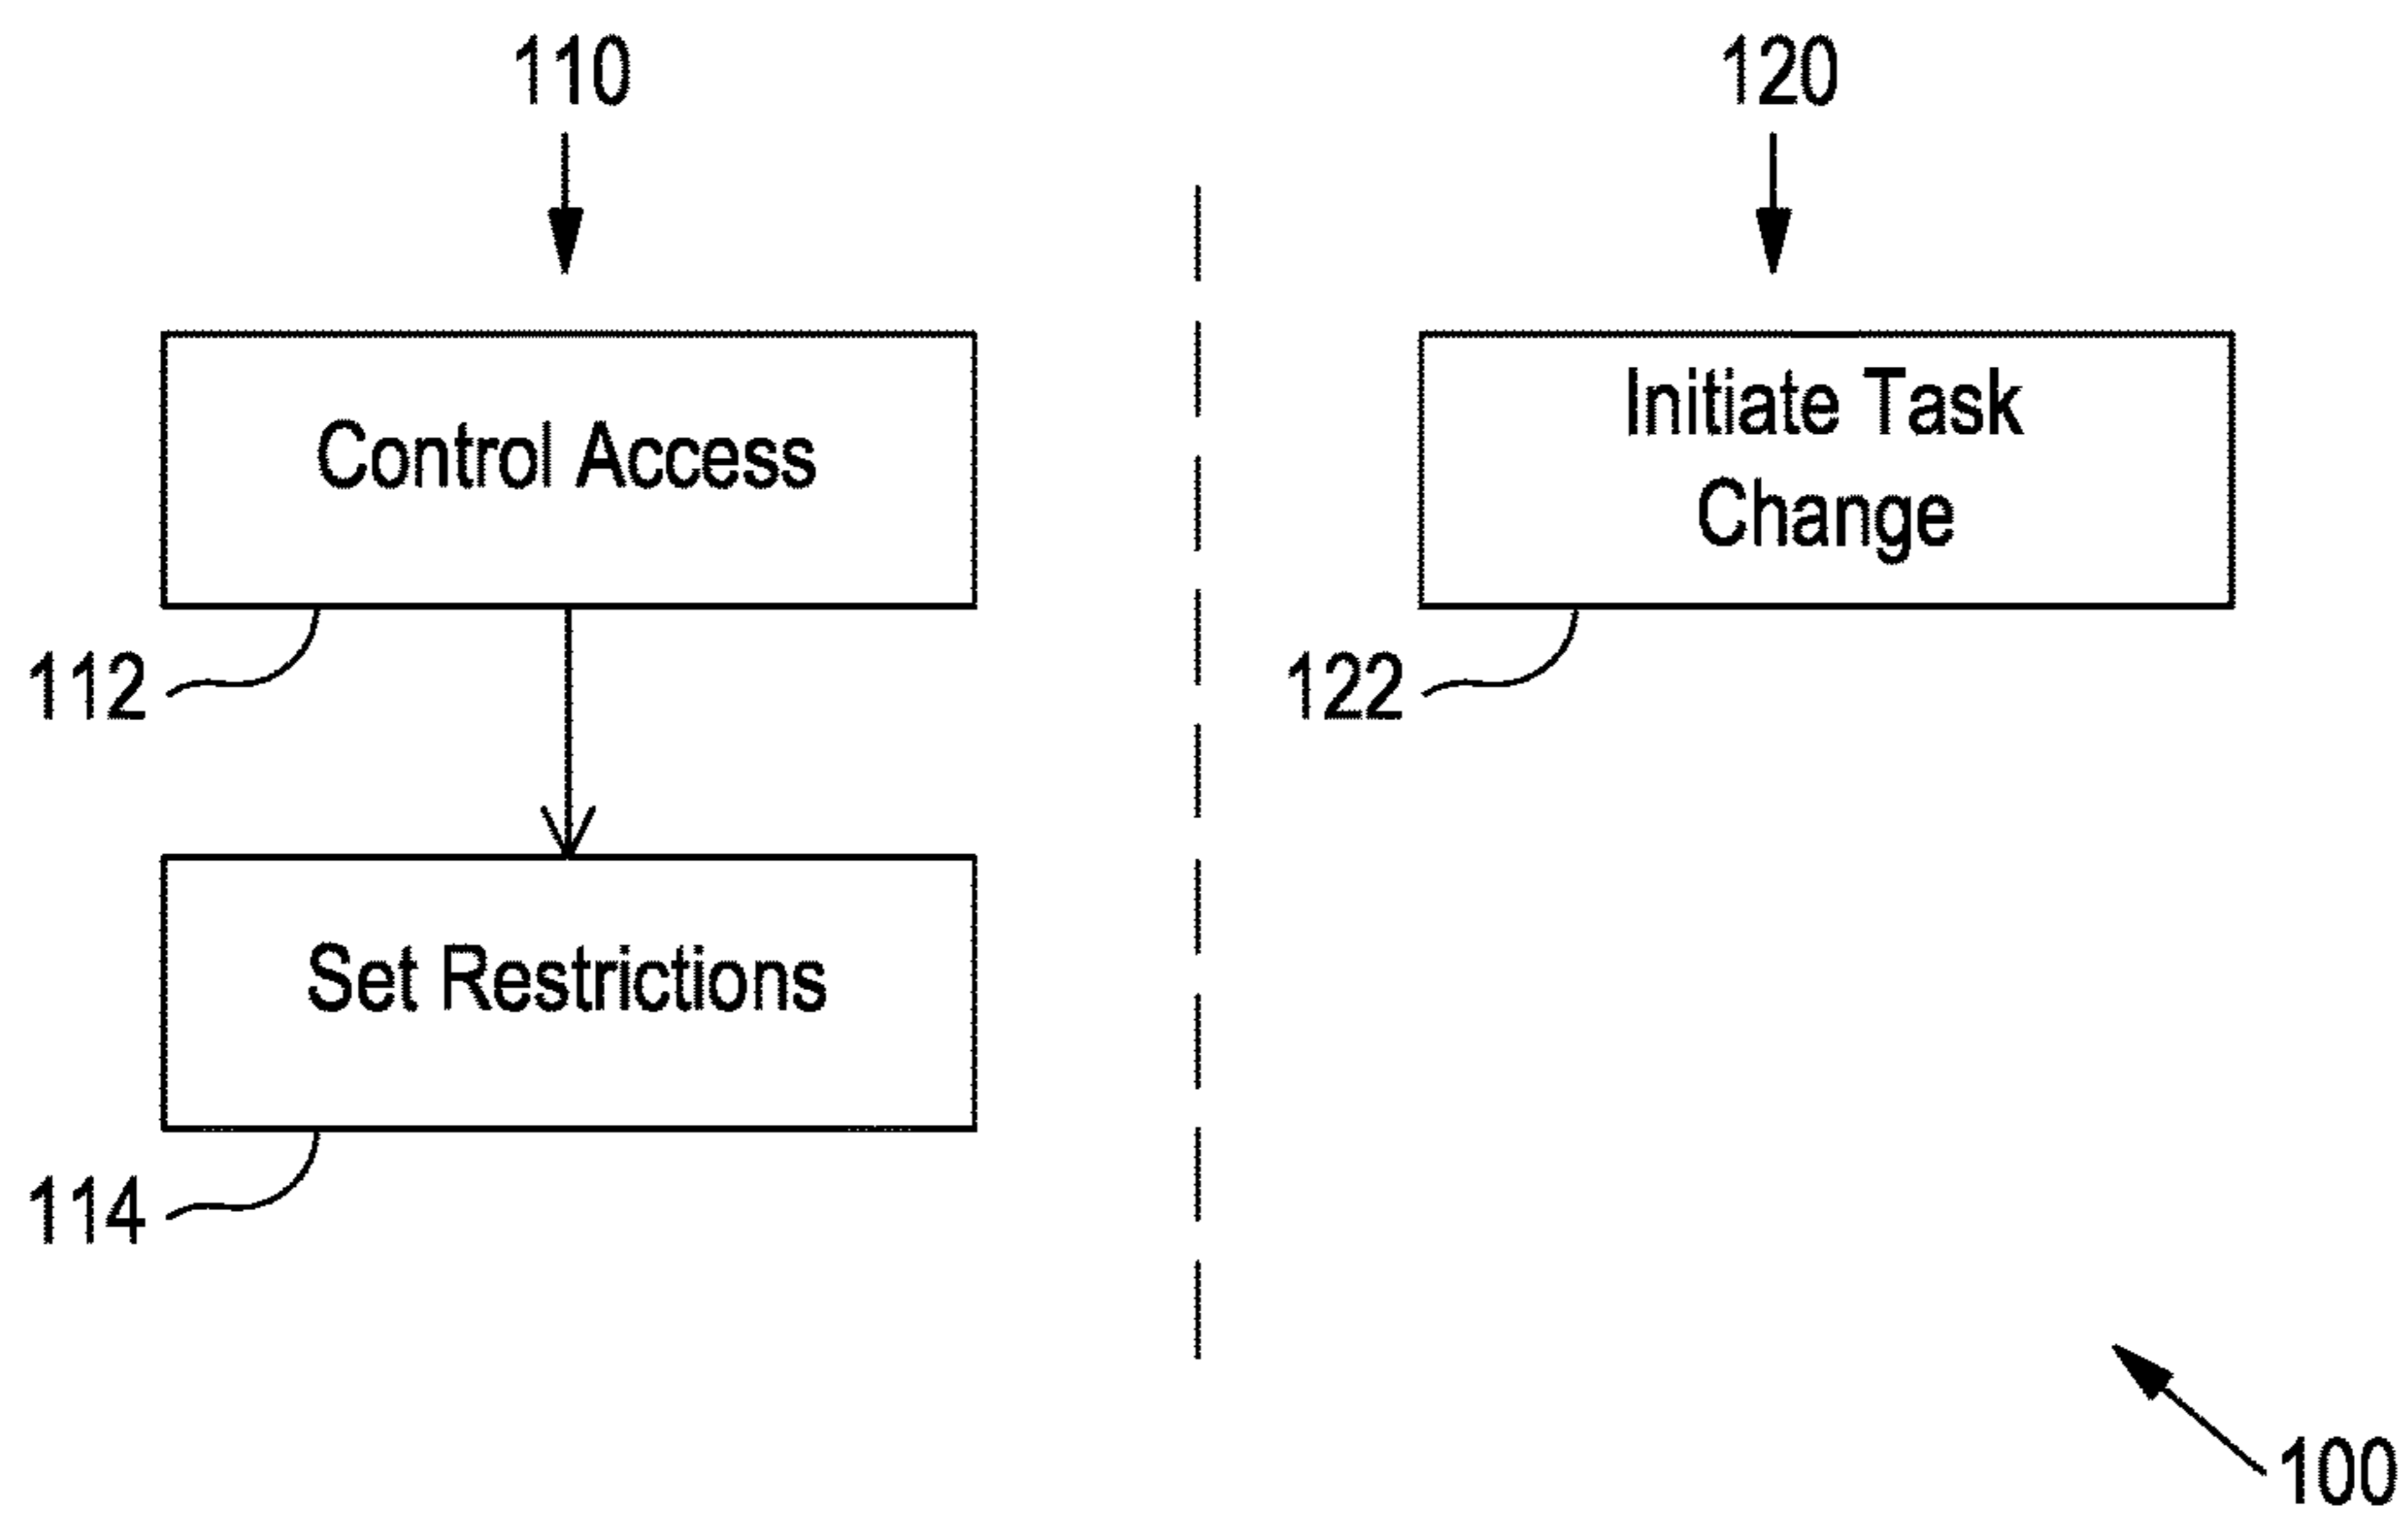 110
120
Control Access
Initiate Task
Change
112
122
Set Restrictions
114
100